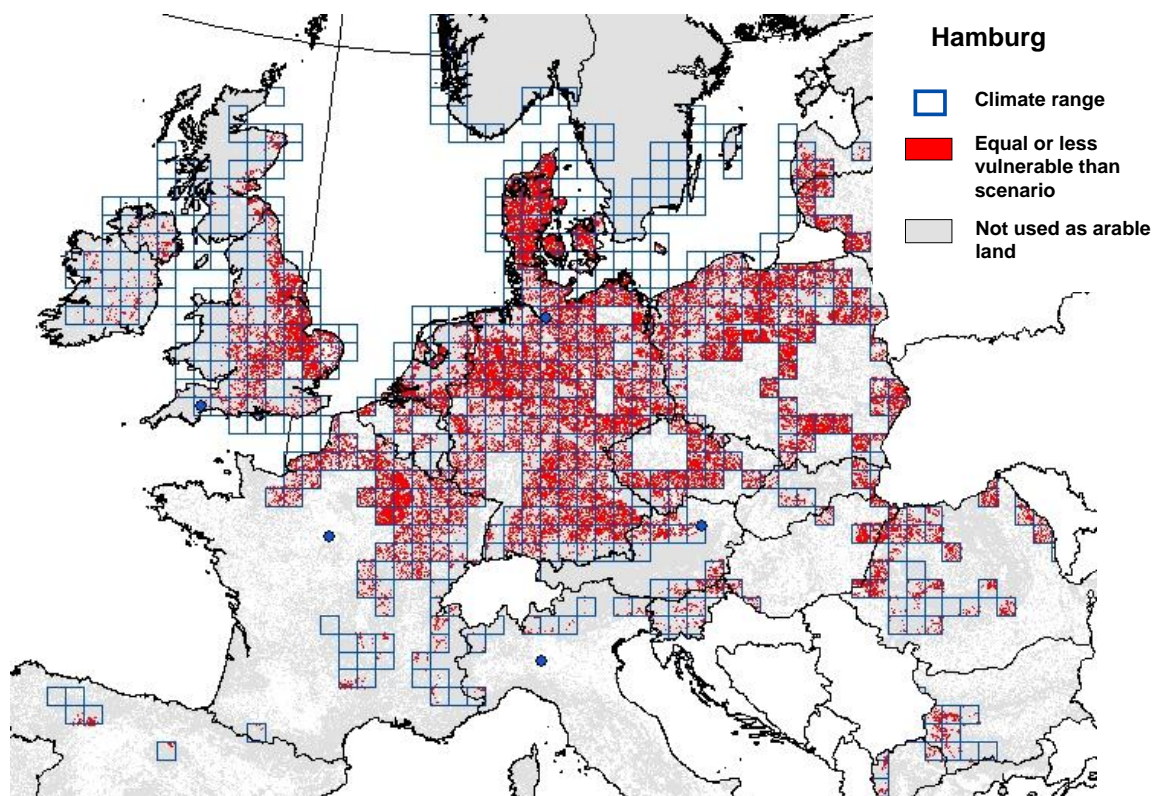 Hamburg
Climate range
Equal or less
vulnerable than
scenario
Not used as arable
land